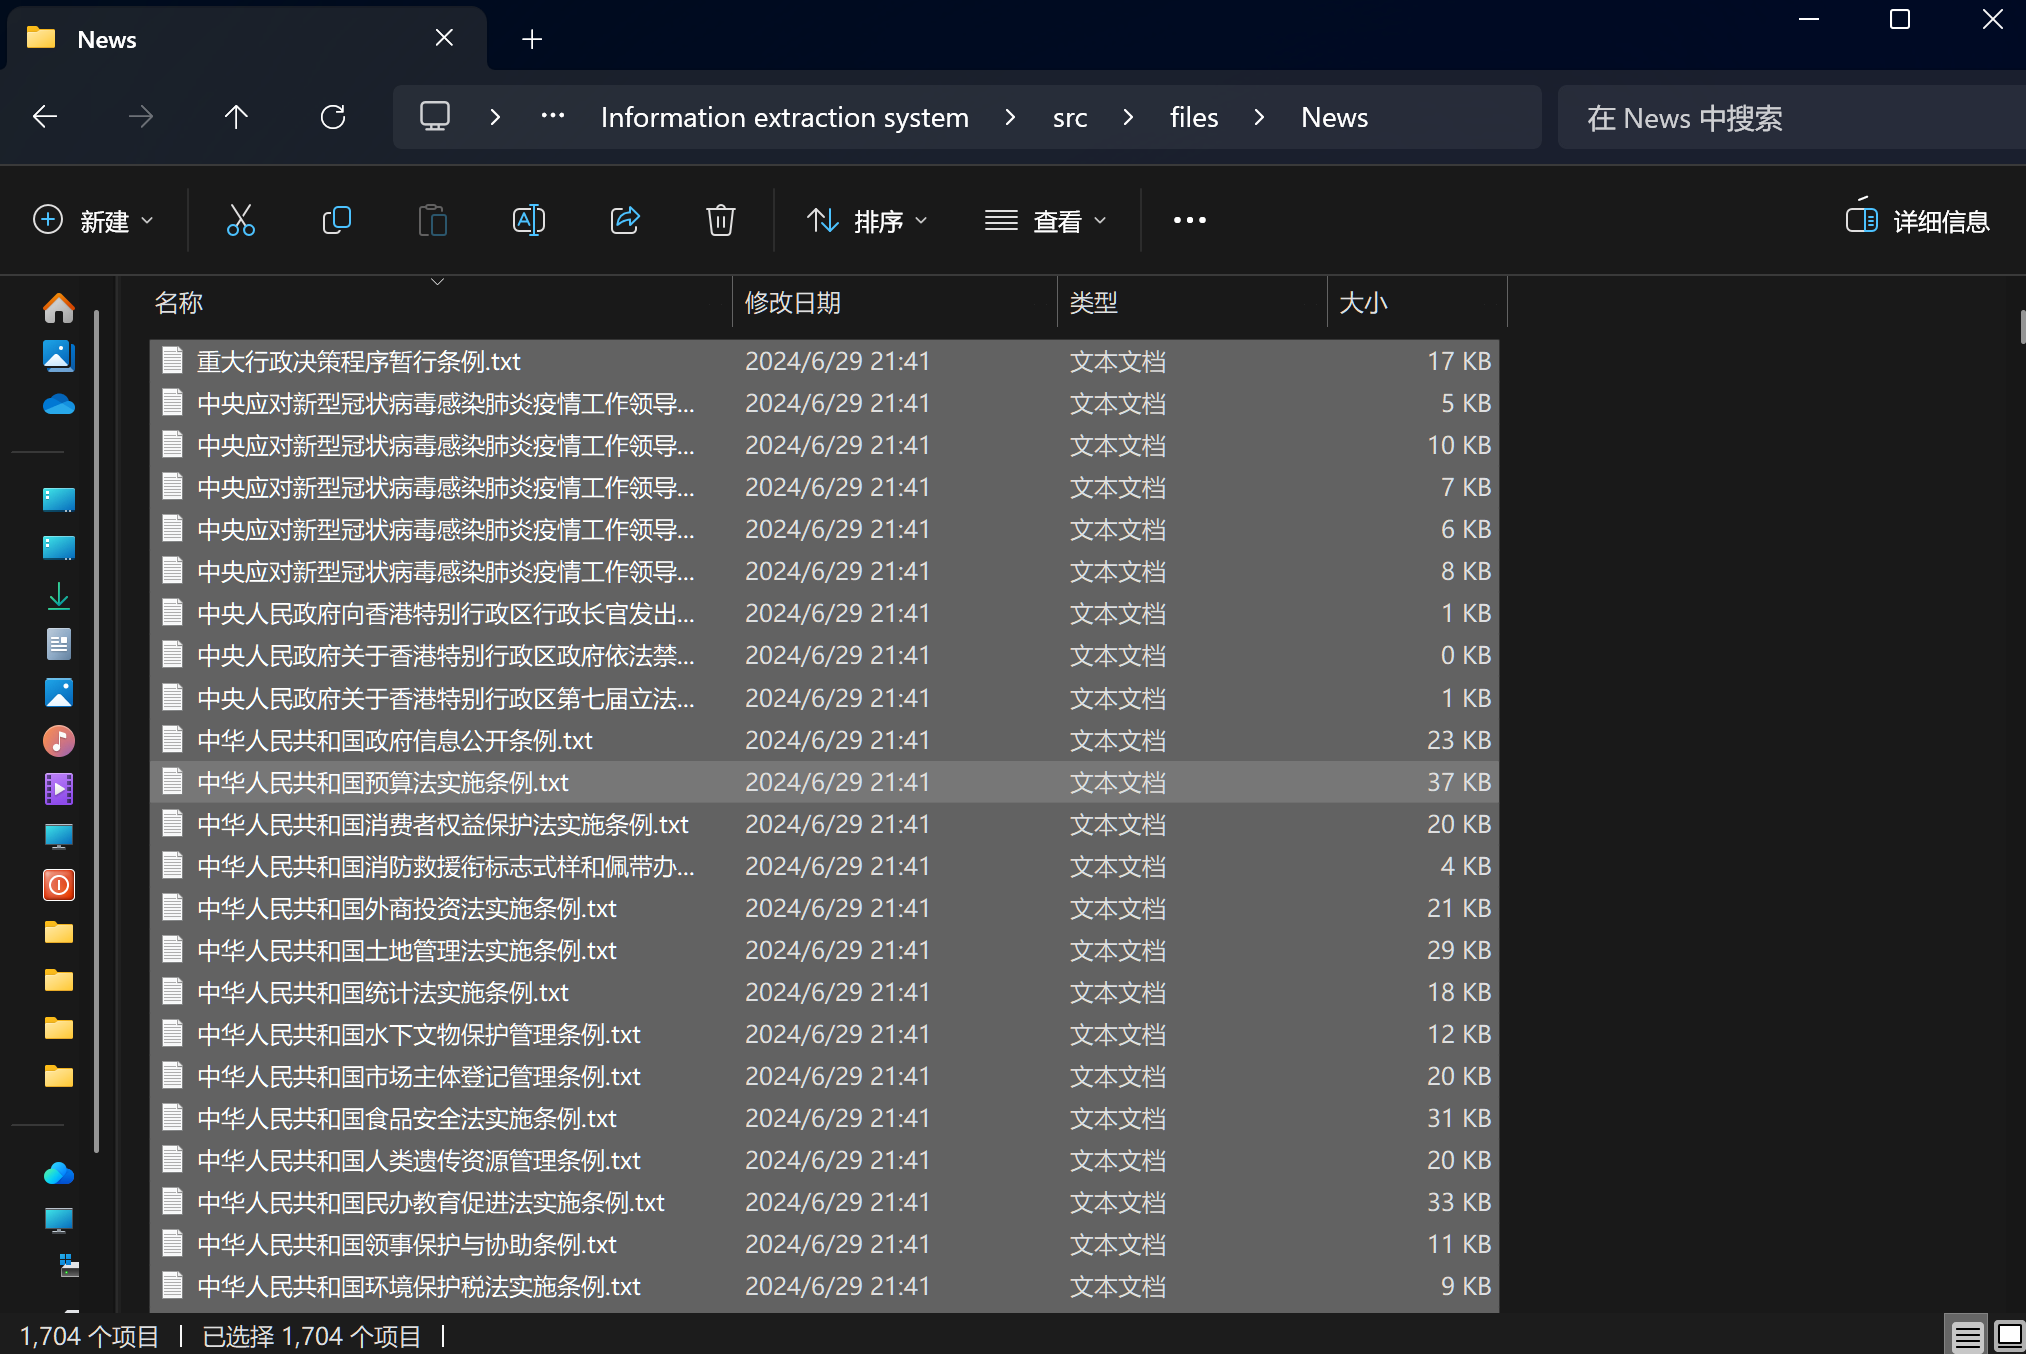 News
Information extraction system > src > files > News
在 News 中搜索
新建 排序 查看 详细信息
名称 修改日期 类型 大小
重大行政决策程序暂行条例.txt 2024/6/29 21:41 文本文档 17 KB
中央应对新型冠状病毒感染肺炎疫情工作领导... 2024/6/29 21:41 文本文档 5 KB
中央应对新型冠状病毒感染肺炎疫情工作领导... 2024/6/29 21:41 文本文档 10 KB
中央应对新型冠状病毒感染肺炎疫情工作领导... 2024/6/29 21:41 文本文档 7 KB
中央应对新型冠状病毒感染肺炎疫情工作领导... 2024/6/29 21:41 文本文档 6 KB
中央应对新型冠状病毒感染肺炎疫情工作领导... 2024/6/29 21:41 文本文档 8 KB
中央人民政府向香港特别行政区行政长官发出... 2024/6/29 21:41 文本文档 1 KB
中央人民政府关于香港特别行政区政府依法禁... 2024/6/29 21:41 文本文档 0 KB
中央人民政府关于香港特别行政区第七届立法... 2024/6/29 21:41 文本文档 1 KB
中华人民共和国政府信息公开条例.txt 2024/6/29 21:41 文本文档 23 KB
中华人民共和国预算法实施条例.txt 2024/6/29 21:41 文本文档 37 KB
中华人民共和国消费者权益保护法实施条例.txt 2024/6/29 21:41 文本文档 20 KB
中华人民共和国消防救援衔标志式样和佩带办... 2024/6/29 21:41 文本文档 4 KB
中华人民共和国外商投资法实施条例.txt 2024/6/29 21:41 文本文档 21 KB
中华人民共和国土地管理法实施条例.txt 2024/6/29 21:41 文本文档 29 KB
中华人民共和国统计法实施条例.txt 2024/6/29 21:41 文本文档 18 KB
中华人民共和国水下文物保护管理条例.txt 2024/6/29 21:41 文本文档 12 KB
中华人民共和国市场主体登记管理条例.txt 2024/6/29 21:41 文本文档 20 KB
中华人民共和国食品安全法实施条例.txt 2024/6/29 21:41 文本文档 31 KB
中华人民共和国人类遗传资源管理条例.txt 2024/6/29 21:41 文本文档 20 KB
中华人民共和国民办教育促进法实施条例.txt 2024/6/29 21:41 文本文档 33 KB
中华人民共和国领事保护与协助条例.txt 2024/6/29 21:41 文本文档 11 KB
中华人民共和国环境保护税法实施条例.txt 2024/6/29 21:41 文本文档 9 KB
1,704 个项目 | 已选择 1,704 个项目 |